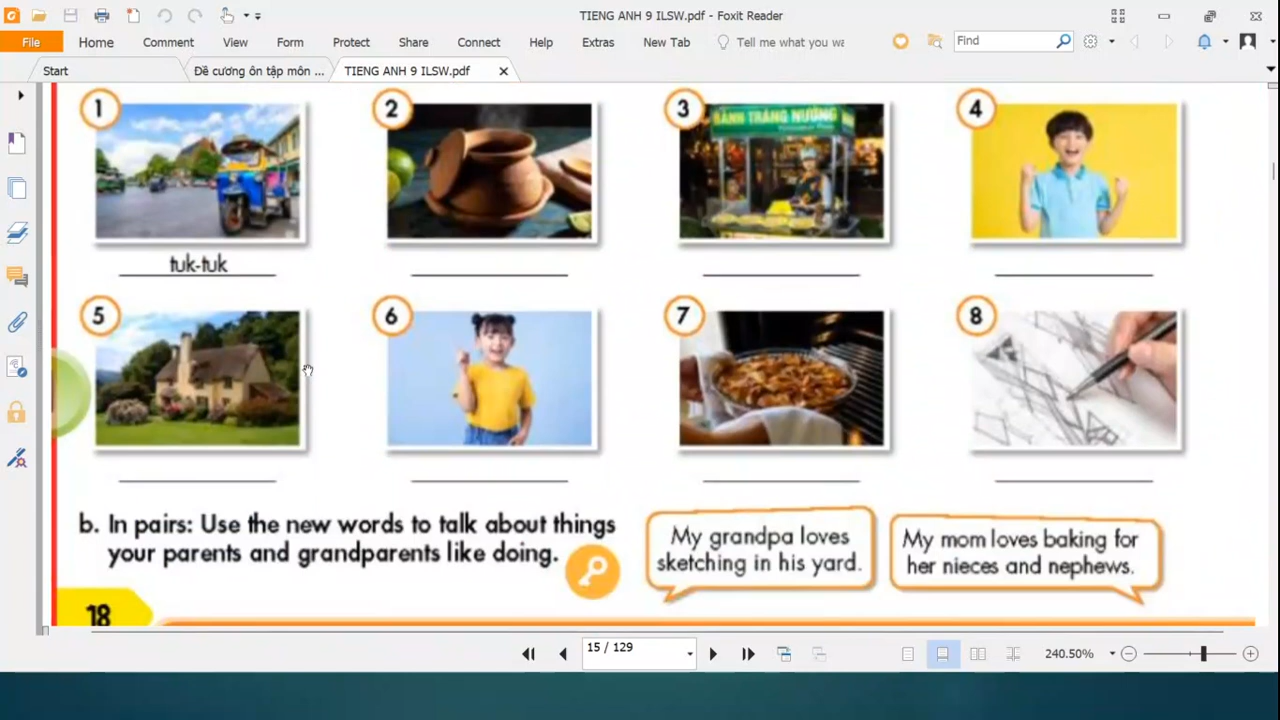 TIENG ANH 9 ILSW.pdf - Foxit Reader
File Home Comment View Form Protect Share Connect Help Extras New Tab Tell me what you wa Find
Start Đề cương ôn tập môn ... TIENG ANH 9 ILSW.pdf
1 2 3 4
BÁNH TRÁNG NƯỚNG
tuk-tuk
5 6 7 8
b. In pairs: Use the new words to talk about things
your parents and grandparents like doing.
My grandpa loves
sketching in his yard.
My mom loves baking for
her nieces and nephews.
18
15 / 129
240.50%